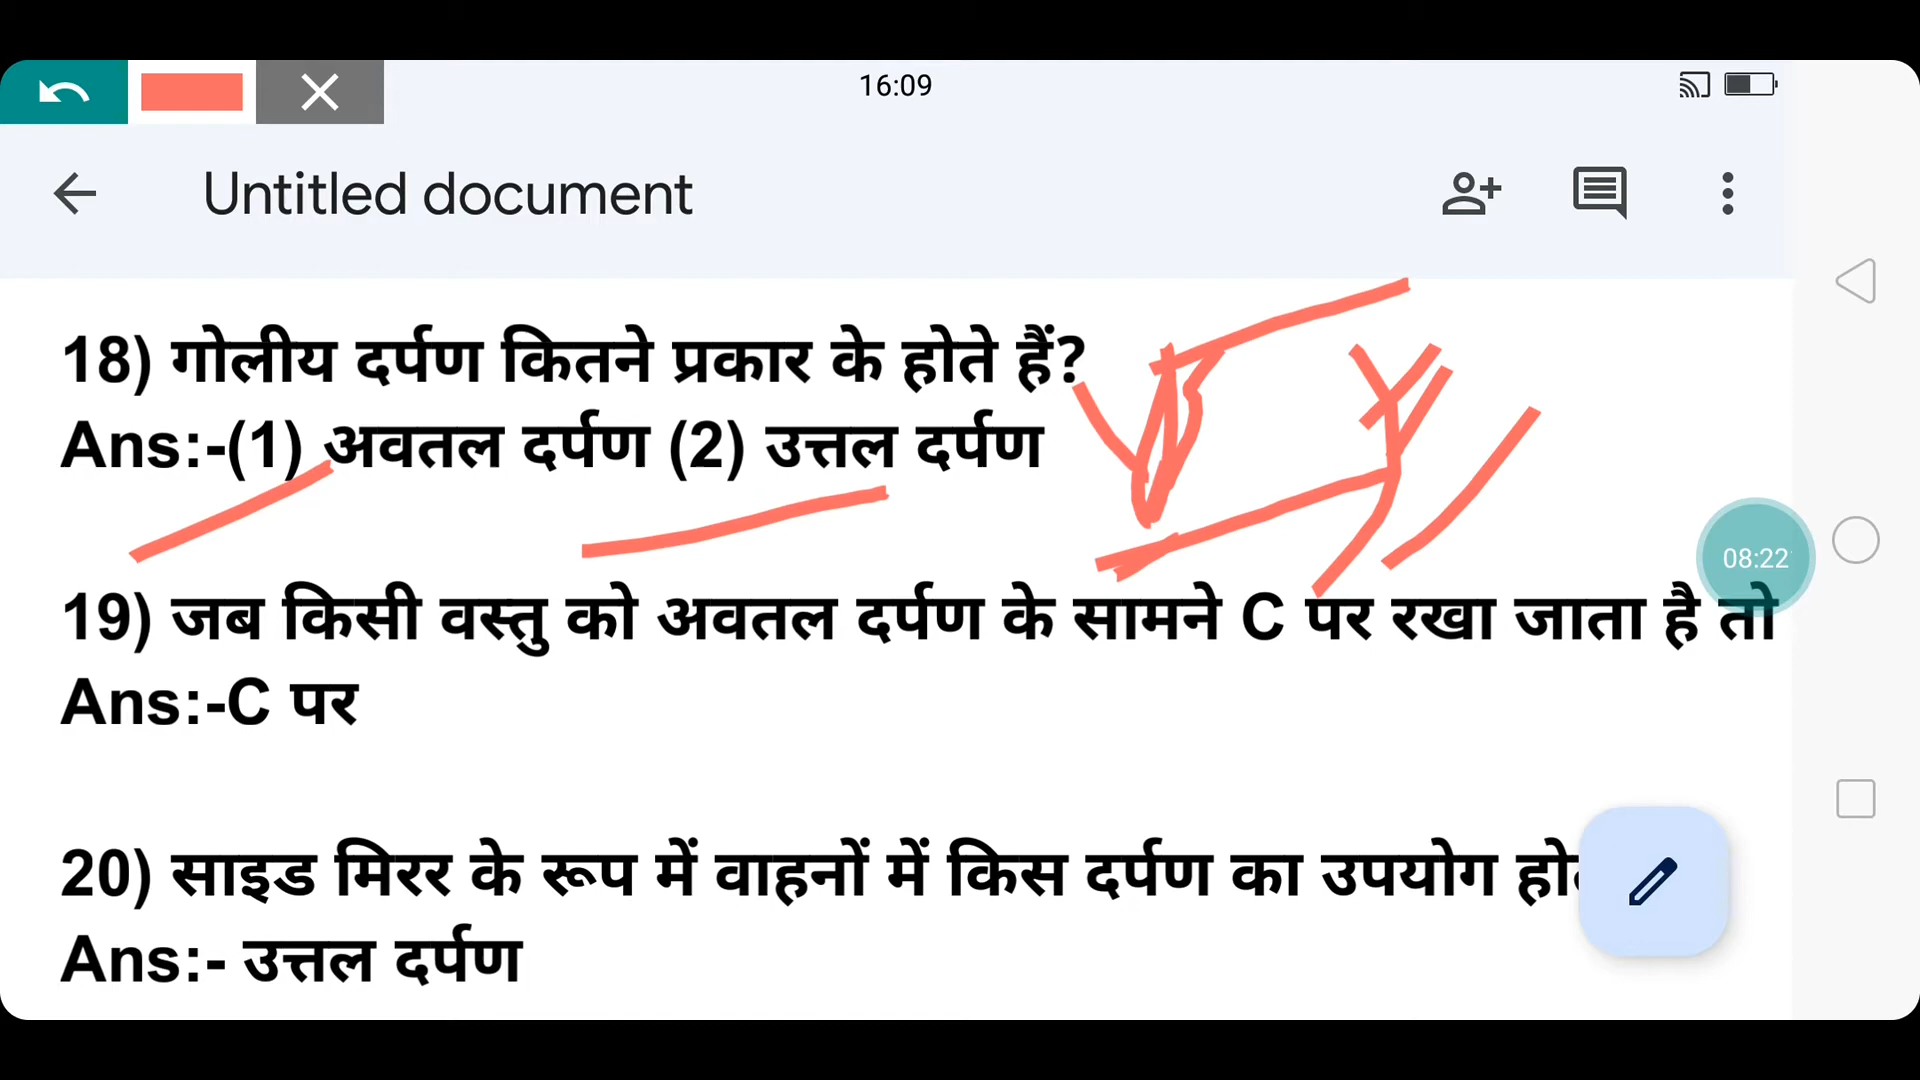 16:09
Untitled document
18) गोलीय दर्पण कितने प्रकार के होते हैं?
Ans:-(1) अवतल दर्पण (2) उत्तल दर्पण
08:22
19) जब किसी वस्तु को अवतल दर्पण के सामने C पर रखा जाता है तो
Ans:-C पर
20) साइड मिरर के रूप में वाहनों में किस दर्पण का उपयोग
Ans:- उत्तल दर्पण